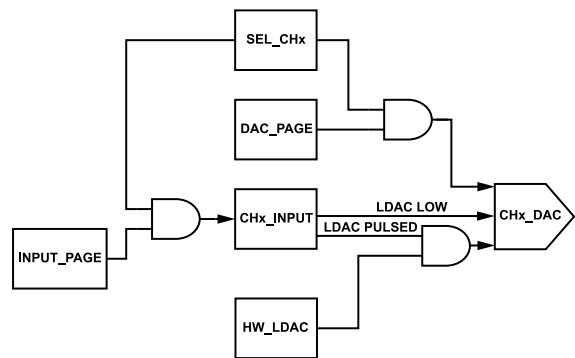 SEL_CHx
DAC_PAGE
CHx_INPUT
LDAC LOW
CHx_DAC
LDAC PULSED
INPUT_PAGE
HW_LDAC